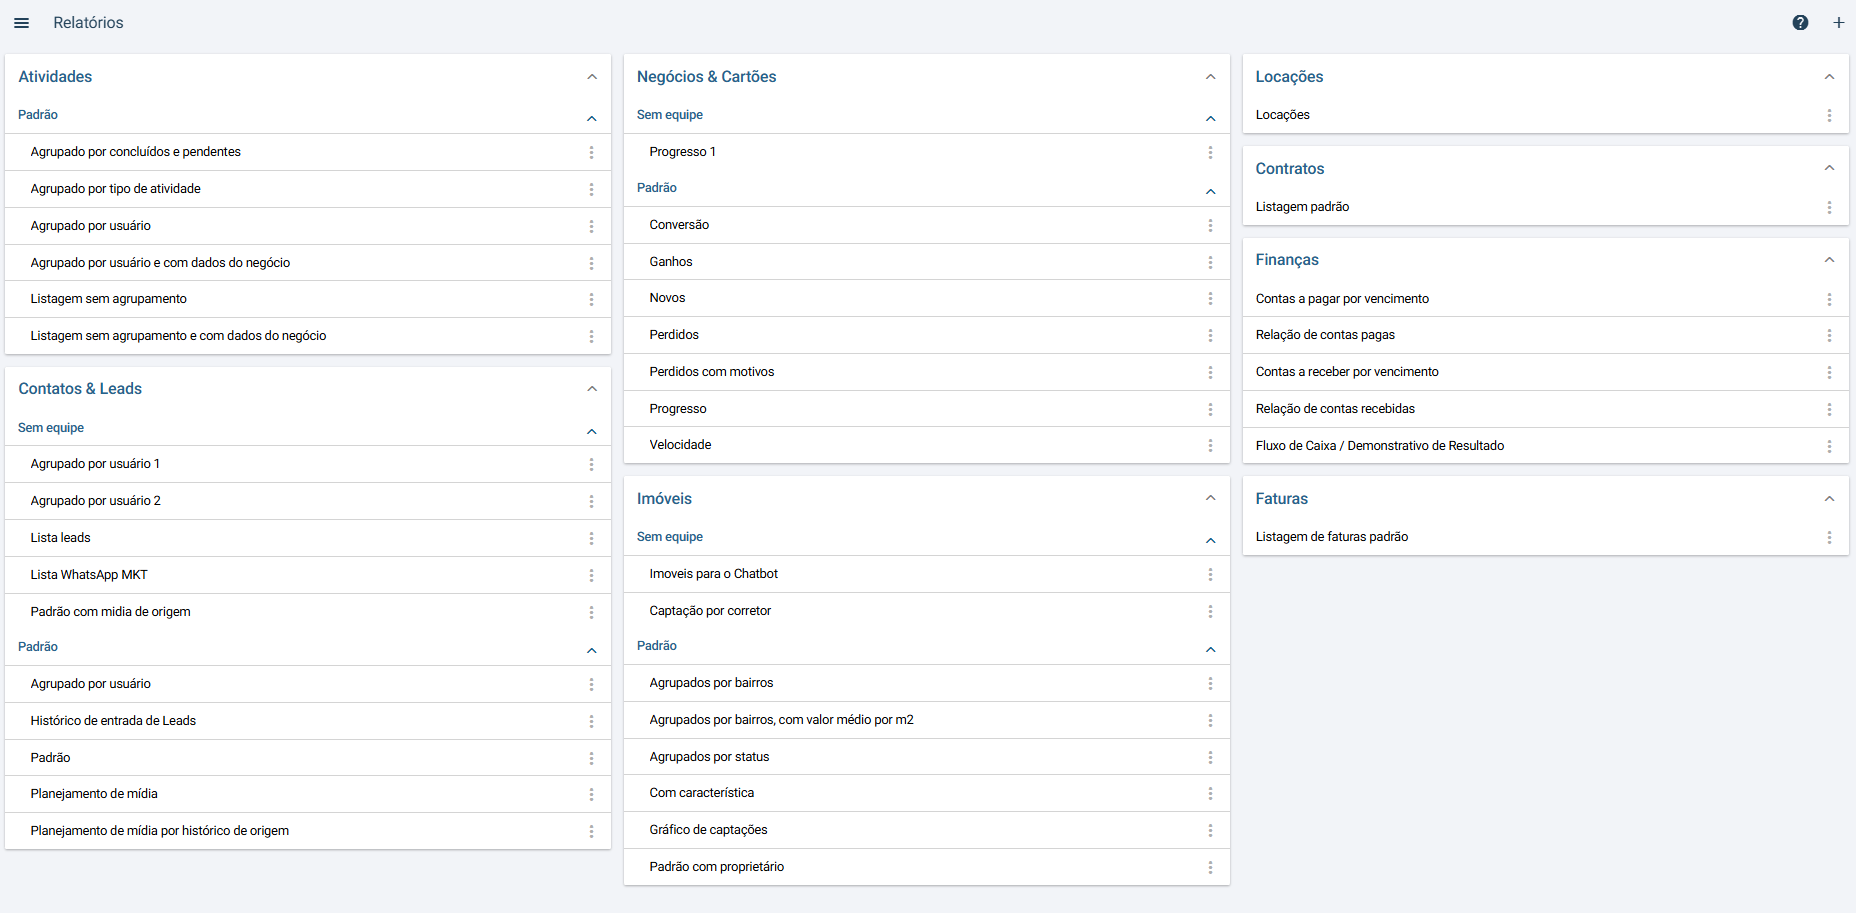 Relatórios
Atividades
Padrão
Agrupado por concluídos e pendentes
Agrupado por tipo de atividade
Agrupado por usuário
Agrupado por usuário e com dados do negócio
Listagem sem agrupamento
Listagem sem agrupamento e com dados do negócio
Contatos & Leads
Sem equipe
Agrupado por usuário 1
Agrupado por usuário 2
Lista leads
Lista WhatsApp MKT
Padrão com midia de origem
Padrão
Agrupado por usuário
Histórico de entrada de Leads
Padrão
Planejamento de mídia
Planejamento de mídia por histórico de origem
Negócios & Cartões
Sem equipe
Progresso 1
Padrão
Conversão
Ganhos
Novos
Perdidos
Perdidos com motivos
Progresso
Velocidade
Imóveis
Sem equipe
Imoveis para o Chatbot
Captação por corretor
Padrão
Agrupados por bairros
Agrupados por bairros, com valor médio por m2
Agrupados por status
Com característica
Gráfico de captações
Padrão com proprietário
Locações
Locações
Contratos
Listagem padrão
Finanças
Contas a pagar por vencimento
Relação de contas pagas
Contas a receber por vencimento
Relação de contas recebidas
Fluxo de Caixa / Demonstrativo de Resultado
Faturas
Listagem de faturas padrão